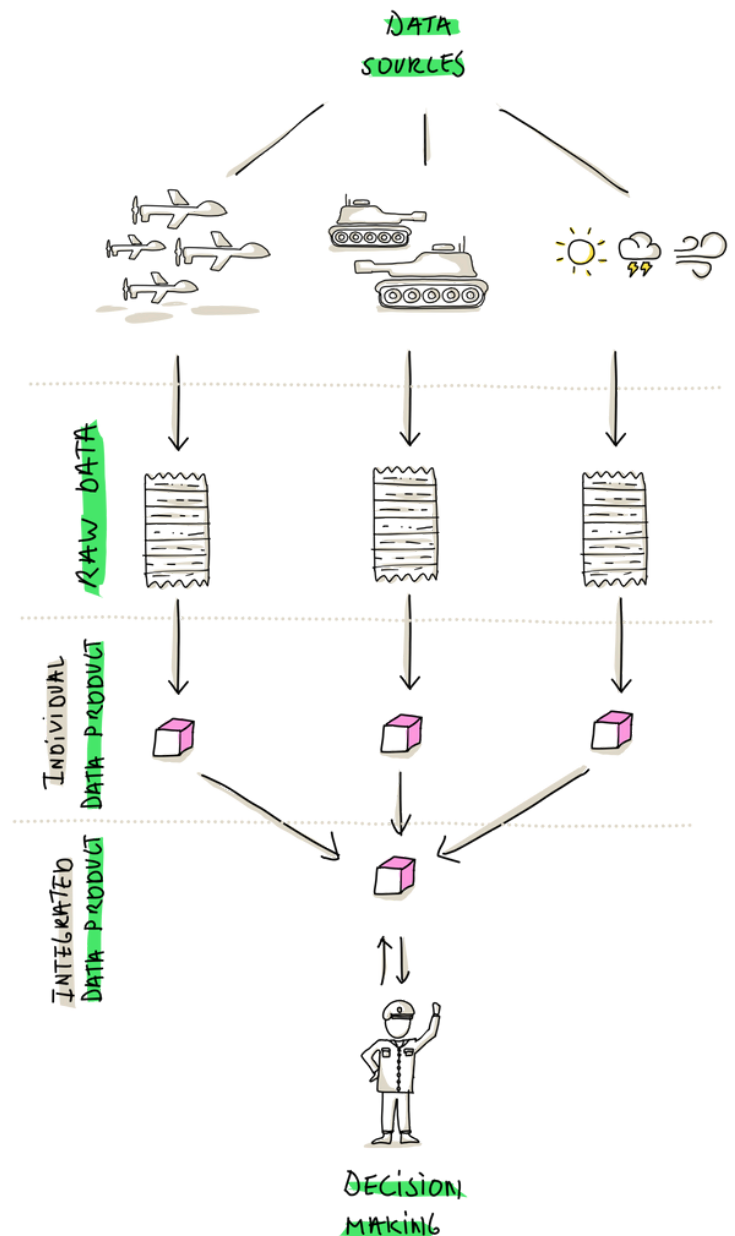 DATA
SOURCES
RAW DATA
INDIVIDUAL
DATA PRODUCT
INTEGRATED
DATA PRODUCT
DECISION
MAKING